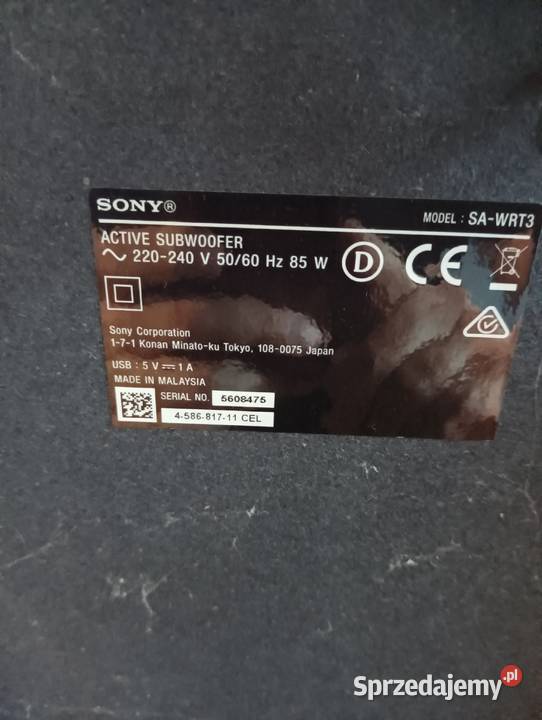 SONY®
MODEL : SA-WRT3
ACTIVE SUBWOOFER
~ 220-240 V 50/60 Hz 85 W
D CE
Sony Corporation
1-7-1 Konan Minato-ku Tokyo, 108-0075 Japan
USB : 5 V⎓1 A
MADE IN MALAYSIA
SERIAL NO. 5608475
4-586-817-11 CEL
Sprzedajemy.pl